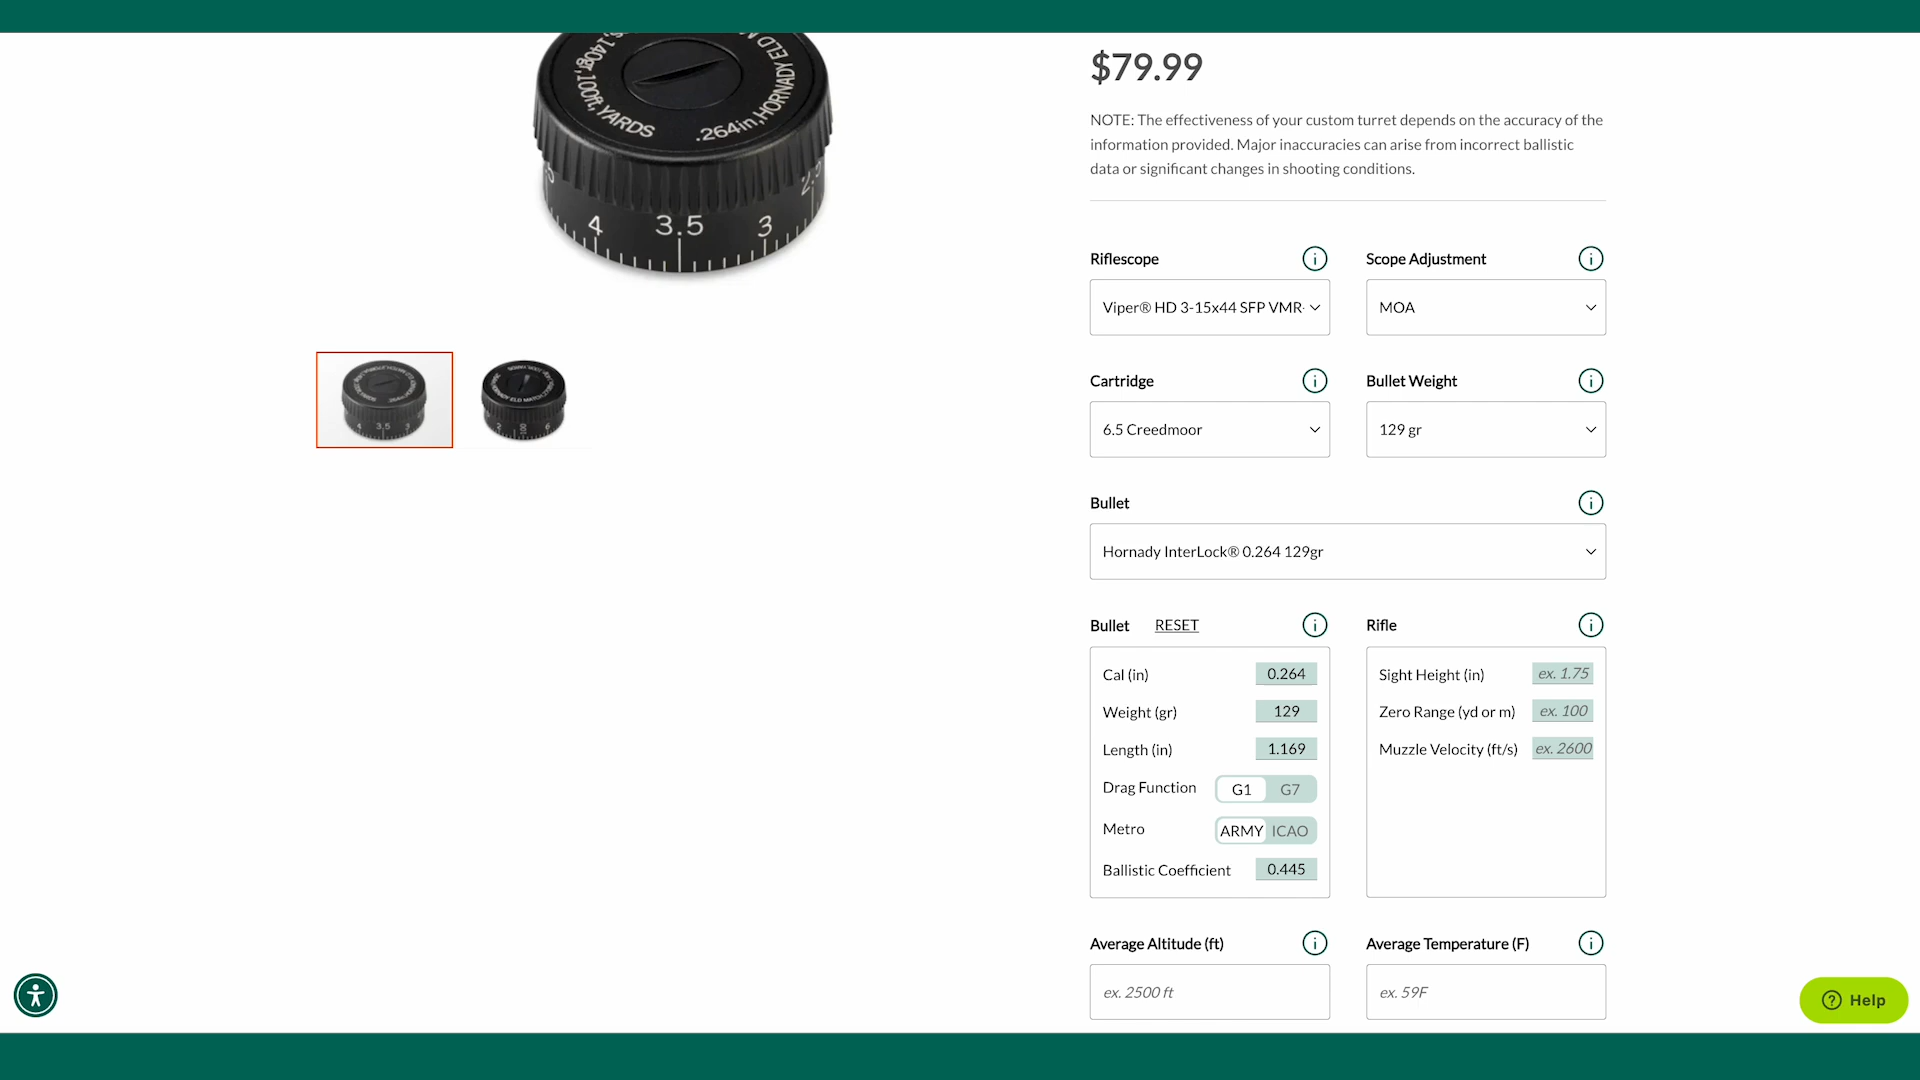 $79.99
NOTE: The effectiveness of your custom turret depends on the accuracy of the
information provided. Major inaccuracies can arise from incorrect ballistic
data or significant changes in shooting conditions.
140gr,100ft,YARDS
.264in,HORNADY ELD
4 3.5 3 2.5
Riflescope
Scope Adjustment
Viper® HD 3-15x44 SFP VMR-
MOA
Cartridge
Bullet Weight
6.5 Creedmoor
129 gr
Bullet
Hornady InterLock® 0.264 129gr
Bullet RESET
Rifle
Cal (in) 0.264
Weight (gr) 129
Length (in) 1.169
Drag Function G1 G7
Metro ARMY ICAO
Ballistic Coefficient 0.445
Sight Height (in) ex. 1.75
Zero Range (yd or m) ex. 100
Muzzle Velocity (ft/s) ex. 2600
Average Altitude (ft)
Average Temperature (F)
ex. 2500 ft
ex. 59F
Help